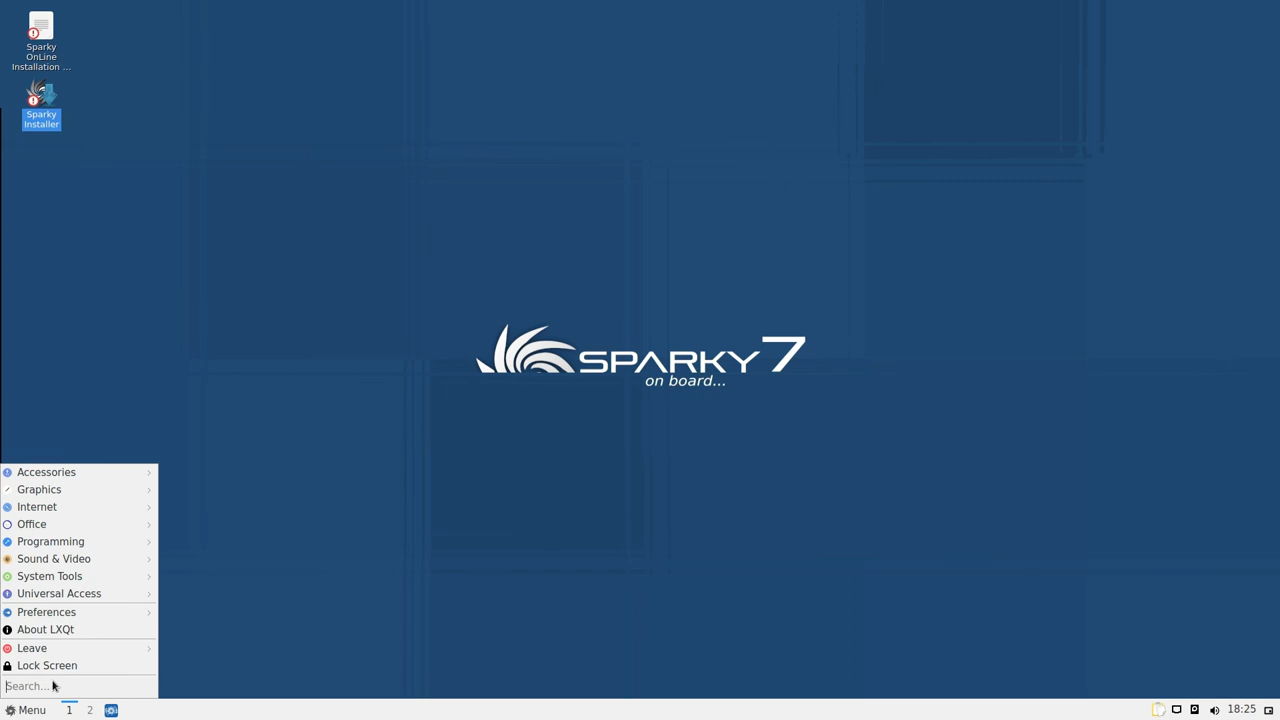 Sparky
OnLine
Installation ...
Sparky
Installer
SPARKY 7
on board...
Accessories
Graphics
Internet
Office
Programming
Sound & Video
System Tools
Universal Access
Preferences
About LXQt
Leave
Lock Screen
Search...
Menu
1
2
18:25